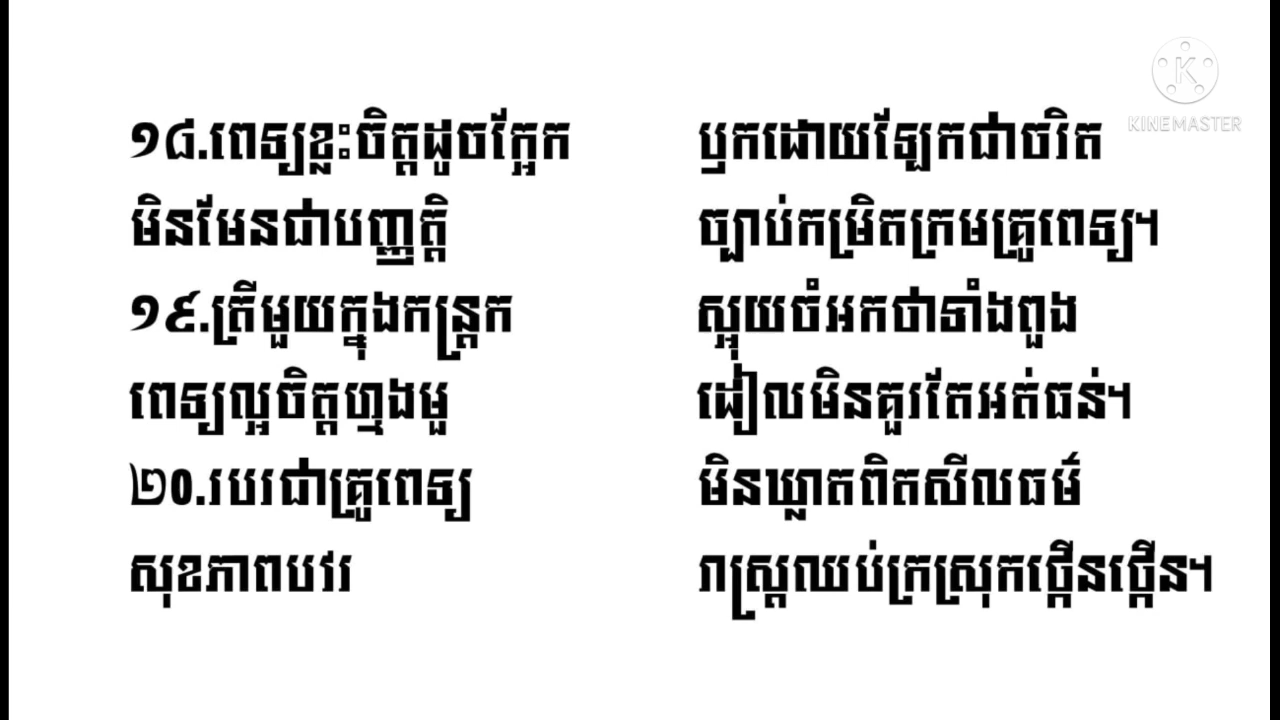 ១៨.ពេទ្យខ្លះចិត្តដូចក្អែក ឬកដោយឡែកជាចរិត
មិនមែនជាបញ្ញត្តិ ច្បាប់កម្រិតក្រមគ្រូពេទ្យ។
១៩.ត្រីមួយក្នុងកន្ត្រក ស្អុយចំអកថាទាំងពួង
ពេទ្យល្អចិត្តហ្មងមួ ដៀលមិនគួរតែអត់ធន់។
២០.របរជាគ្រូពេទ្យ មិនឃ្លាតពិតសីលធម៌
សុខភាពបវរ រាស្ត្រឈប់ក្រស្រុកថ្កើនថ្កើន។
KINEMASTER